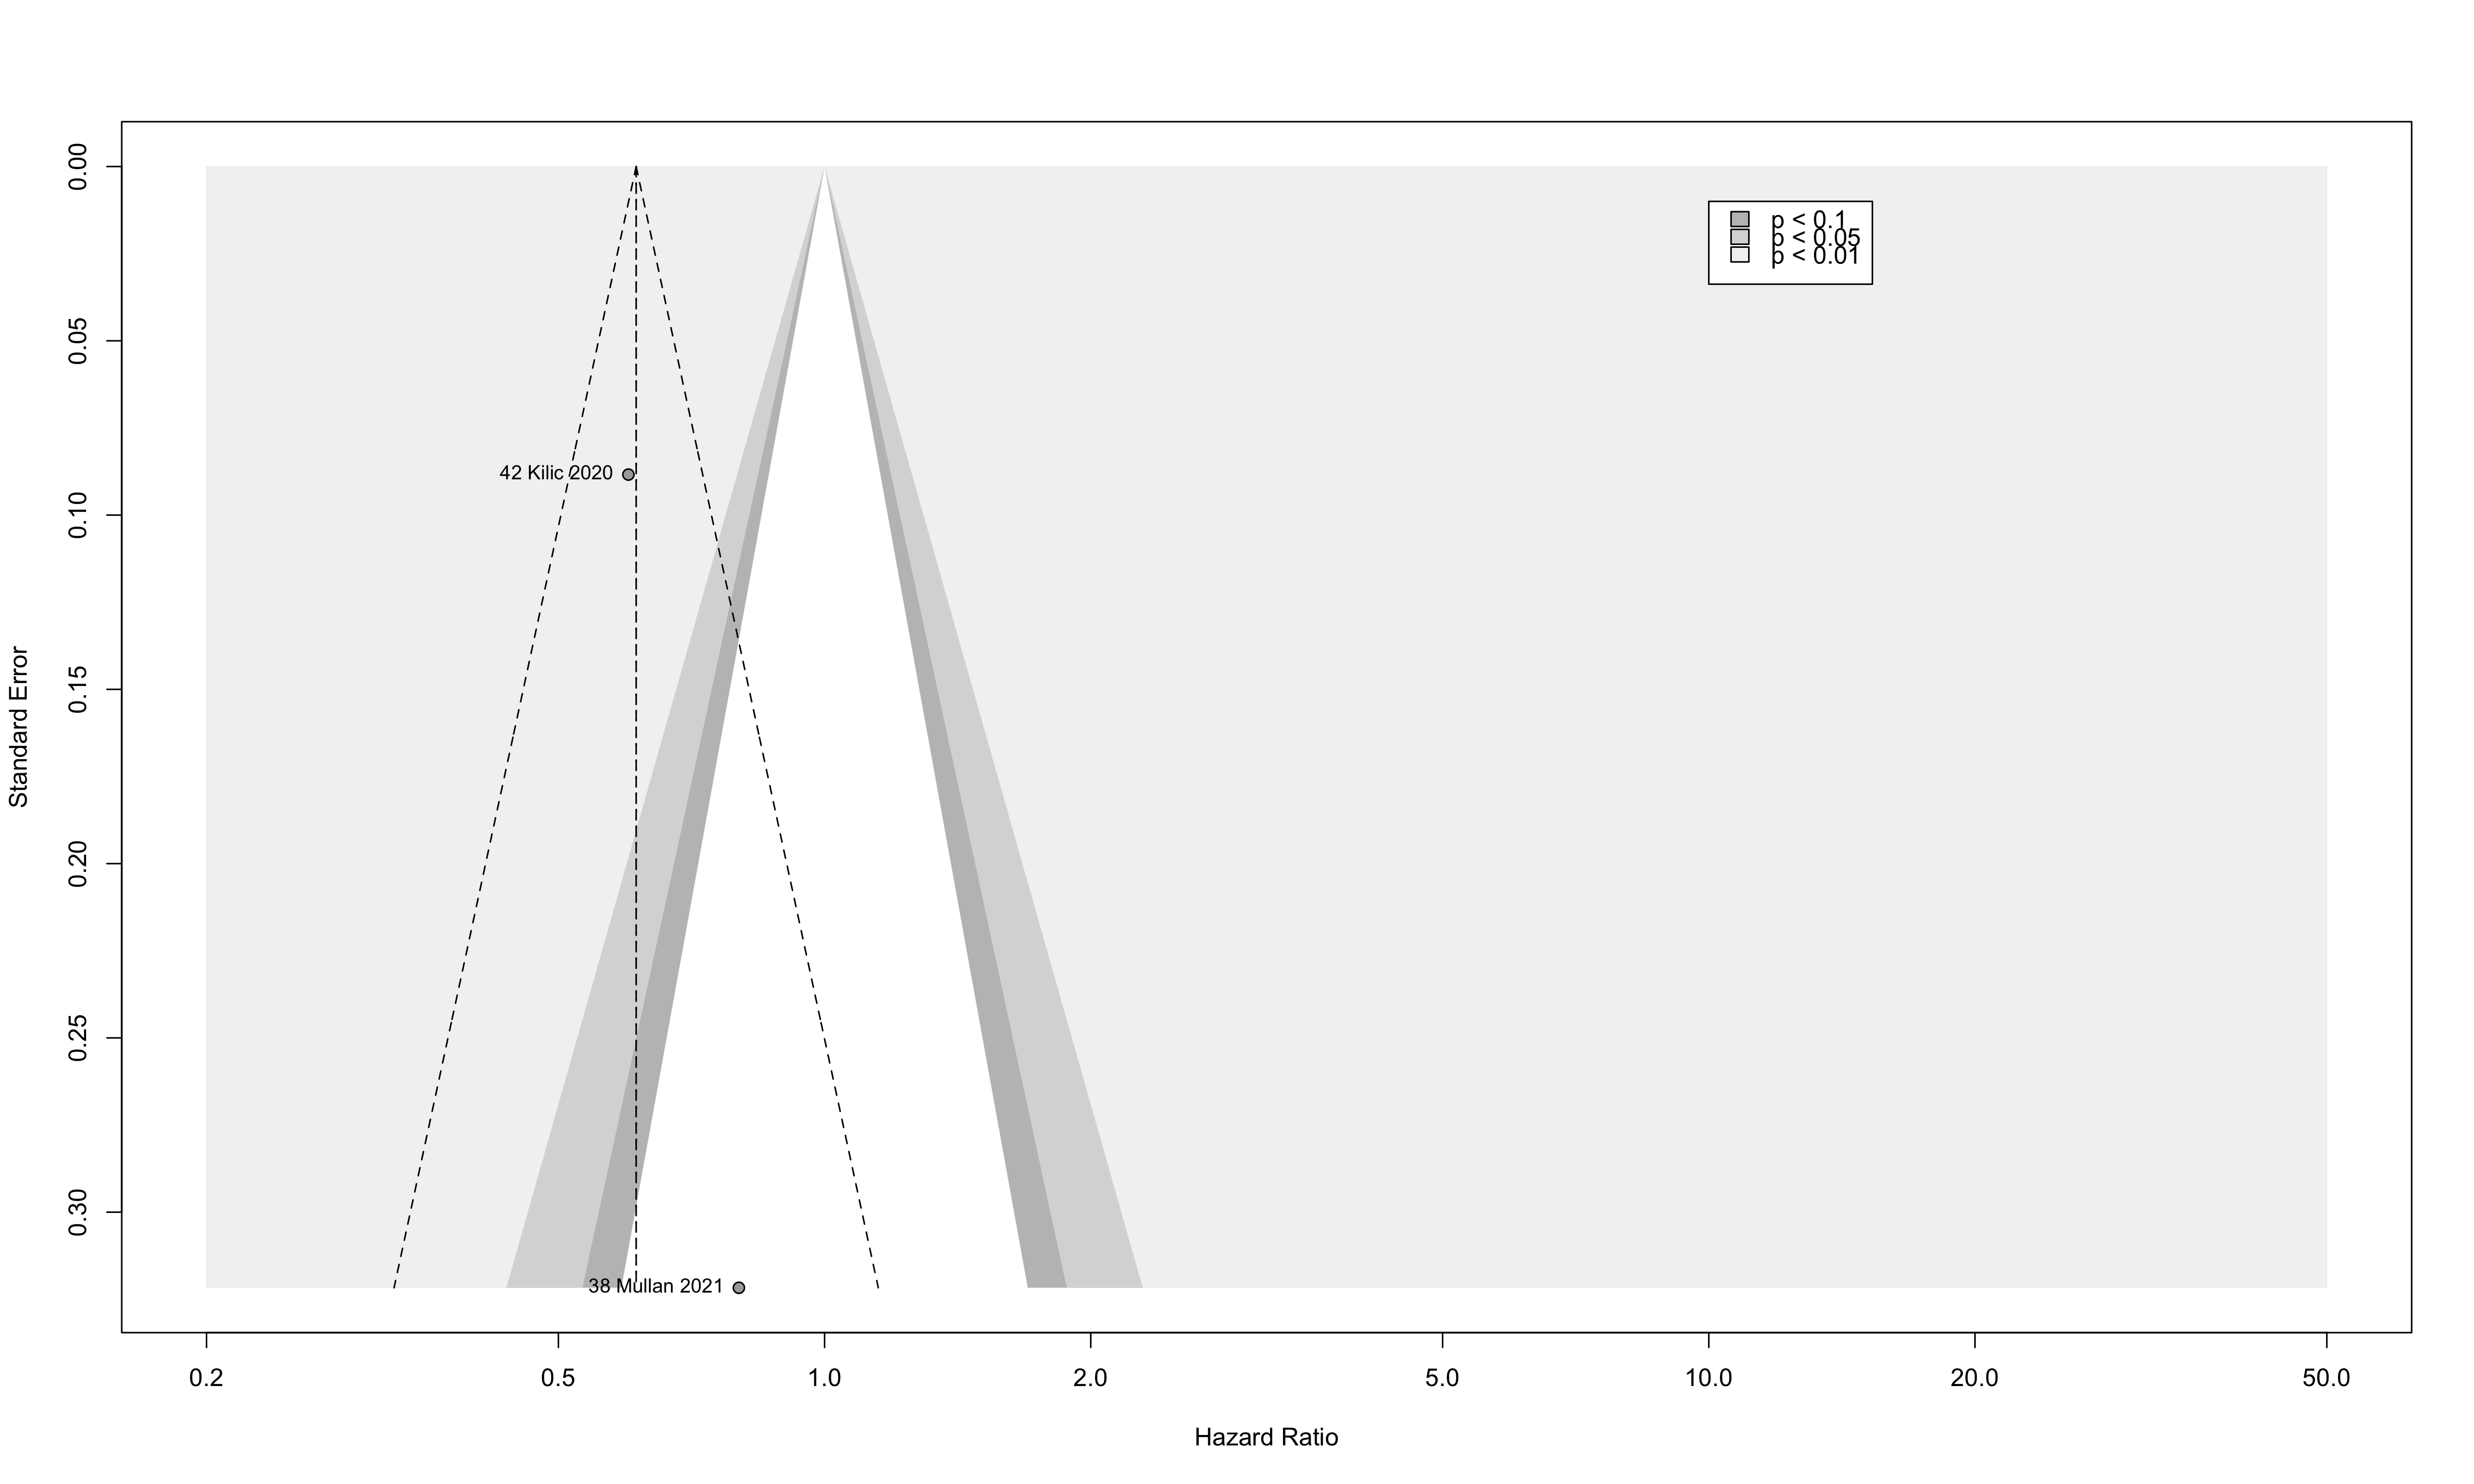 0.00
p < 0.1
p < 0.05
p < 0.01
0.05
42 Kilic 2020
0.10
0.15
Standard Error
0.20
0.25
0.30
38 Mullan 2021
0.2 0.5 1.0 2.0 5.0 10.0 20.0 50.0
Hazard Ratio